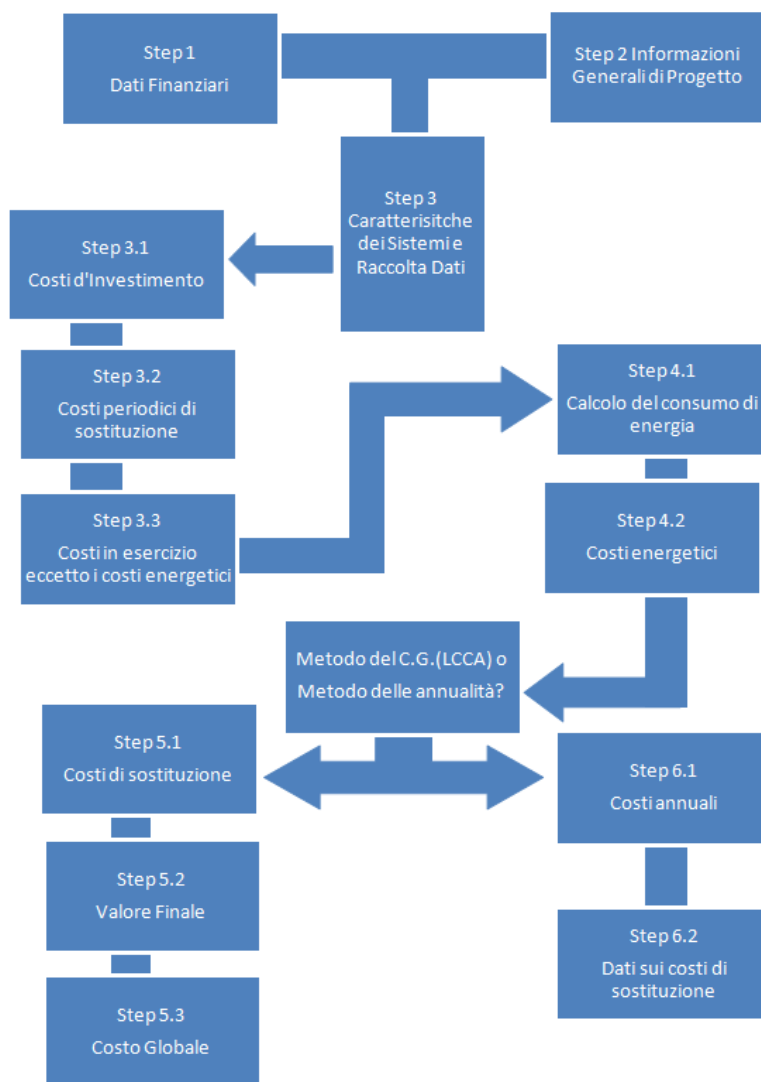 Step 1
Dati Finanziari
Step 2 Informazioni
Generali di Progetto
Step 3
Caratterisitche
dei Sistemi e
Raccolta Dati
Step 3.1
Costi d'Investimento
Step 3.2
Costi periodici di
sostituzione
Step 3.3
Costi in esercizio
eccetto i costi energetici
Step 4.1
Calcolo del consumo di
energia
Step 4.2
Costi energetici
Metodo del C.G.(LCCA) o
Metodo delle annualità?
Step 5.1
Costi di sostituzione
Step 5.2
Valore Finale
Step 5.3
Costo Globale
Step 6.1
Costi annuali
Step 6.2
Dati sui costi di
sostituzione